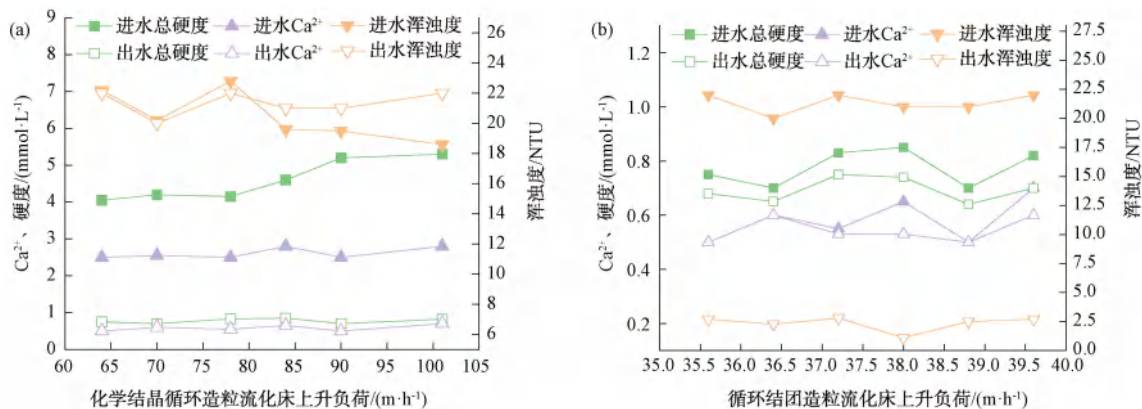 (a)
进水总硬度 进水Ca²⁺ 进水浑浊度
出水总硬度 出水Ca²⁺ 出水浑浊度
Ca²⁺、硬度/(mmol·L⁻¹)
9
8
7
6
5
4
3
2
1
0
26
24
22
20
18
16
14
12
10
8
6
浑浊度/NTU
60 65 70 75 80 85 90 95 100 105
化学结晶循环造粒流化床上升负荷/(m·h⁻¹)
(b)
进水总硬度 进水Ca²⁺ 进水浑浊度
出水总硬度 出水Ca²⁺ 出水浑浊度
Ca²⁺、硬度/(mmol·L⁻¹)
1.2
1.0
0.8
0.6
0.4
0.2
27.5
25.0
22.5
20.0
17.5
15.0
12.5
10.0
7.5
5.0
2.5
0.0
浑浊度/NTU
35.0 35.5 36.0 36.5 37.0 37.5 38.0 38.5 39.0 39.5 40.0
循环结团造粒流化床上升负荷/(m·h⁻¹)